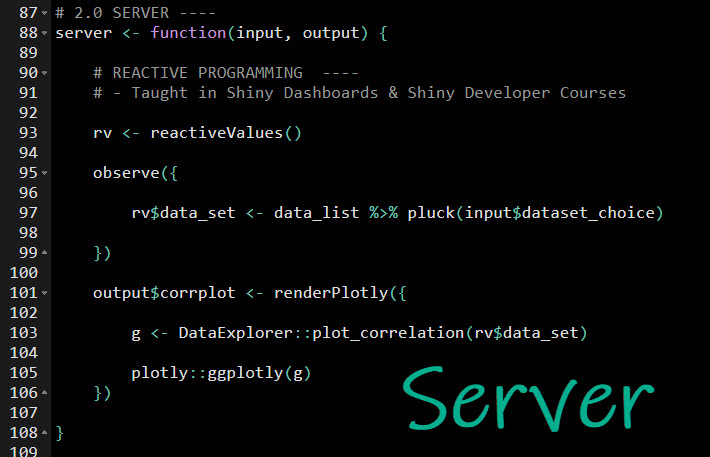 87 # 2.0 SERVER ----
88 server <- function(input, output) {
89
90     # REACTIVE PROGRAMMING  ----
91     # - Taught in Shiny Dashboards & Shiny Developer Courses
92
93     rv <- reactiveValues()
94
95     observe({
96
97         rv$data_set <- data_list %>% pluck(input$dataset_choice)
98
99     })
100
101     output$corrplot <- renderPlotly({
102
103         g <- DataExplorer::plot_correlation(rv$data_set)
104
105         plotly::ggplotly(g)
106     })
107
108 }
109
Server